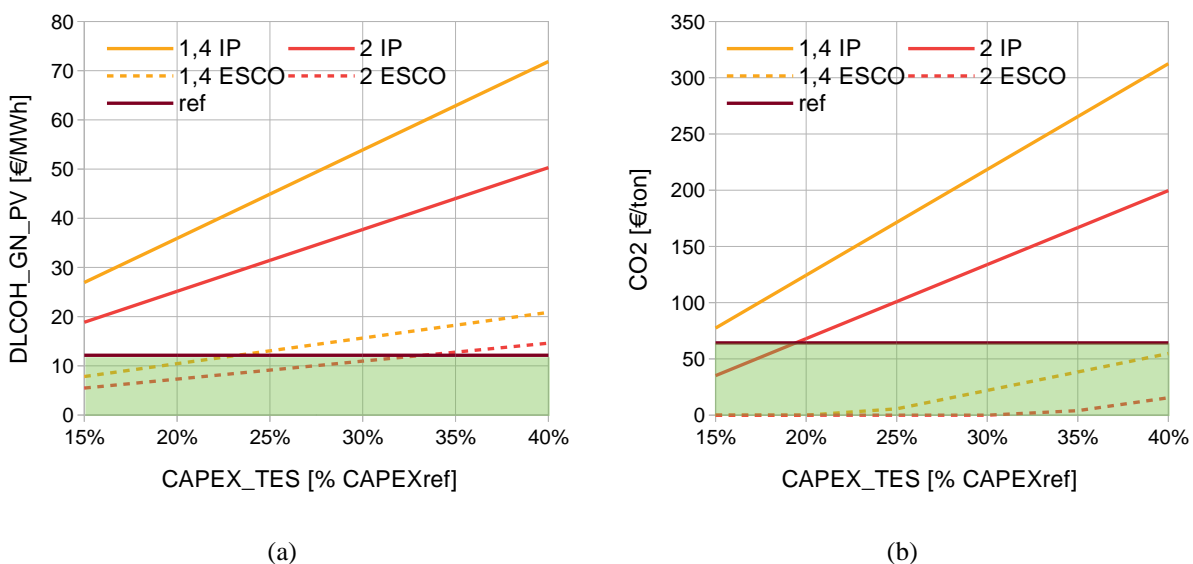 DLCOH_GN_PV [€/MWh]
80
70
60
50
40
30
20
10
0
1,4 IP
2 IP
1,4 ESCO
2 ESCO
ref
15% 20% 25% 30% 35% 40%
CAPEX_TES [% CAPEXref]
(a)
CO2 [€/ton]
350
300
250
200
150
100
50
0
1,4 IP
2 IP
1,4 ESCO
2 ESCO
ref
15% 20% 25% 30% 35% 40%
CAPEX_TES [% CAPEXref]
(b)